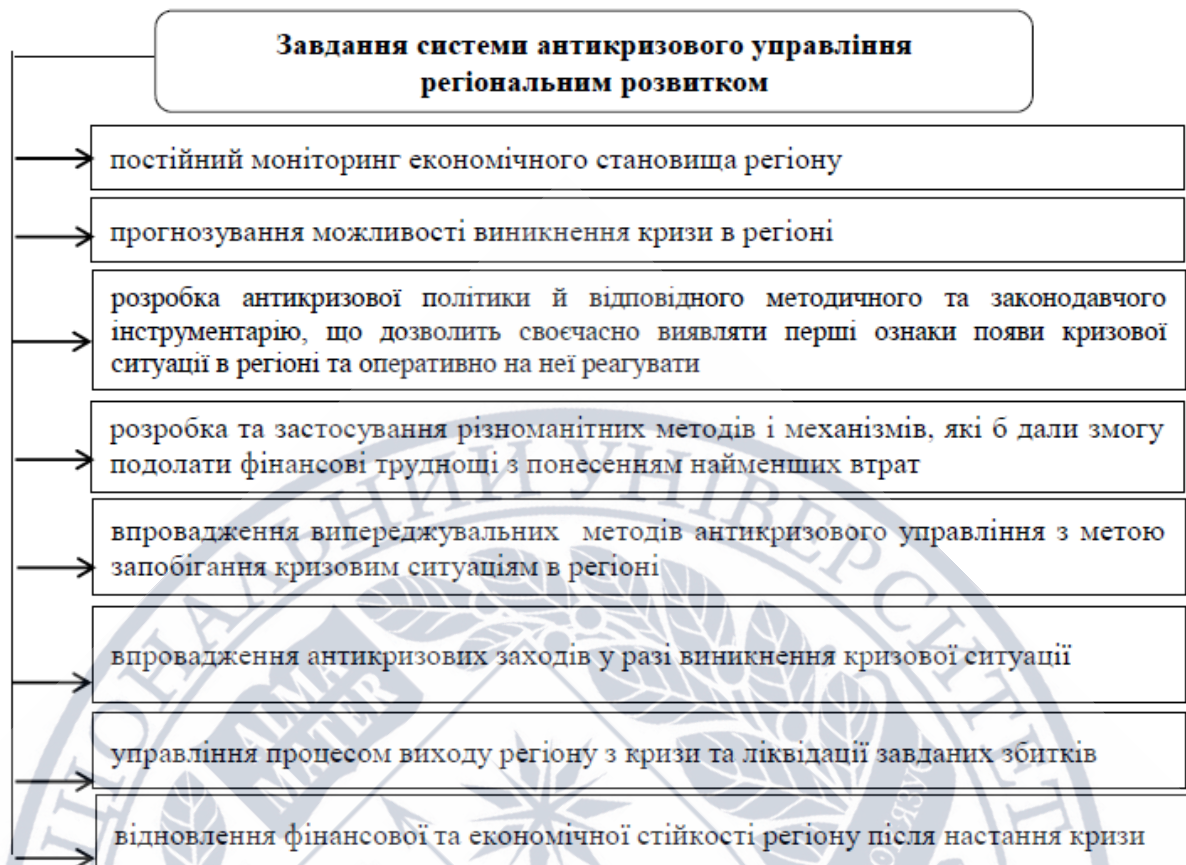 Завдання системи антикризового управління
регіональним розвитком
постійний моніторинг економічного становища регіону
прогнозування можливості виникнення кризи в регіоні
розробка антикризової політики й відповідного методичного та законодавчого
інструментарію, що дозволить своєчасно виявляти перші ознаки появи кризової
ситуації в регіоні та оперативно на неї реагувати
розробка та застосування різноманітних методів і механізмів, які б дали змогу
подолати фінансові труднощі з понесенням найменших втрат
впровадження випереджувальних методів антикризового управління з метою
запобігання кризовим ситуаціям в регіоні
впровадження антикризових заходів у разі виникнення кризової ситуації
управління процесом виходу регіону з кризи та ліквідації завданих збитків
відновлення фінансової та економічної стійкості регіону після настання кризи
УНІВЕРСИТЕТ
ALMA
MATER